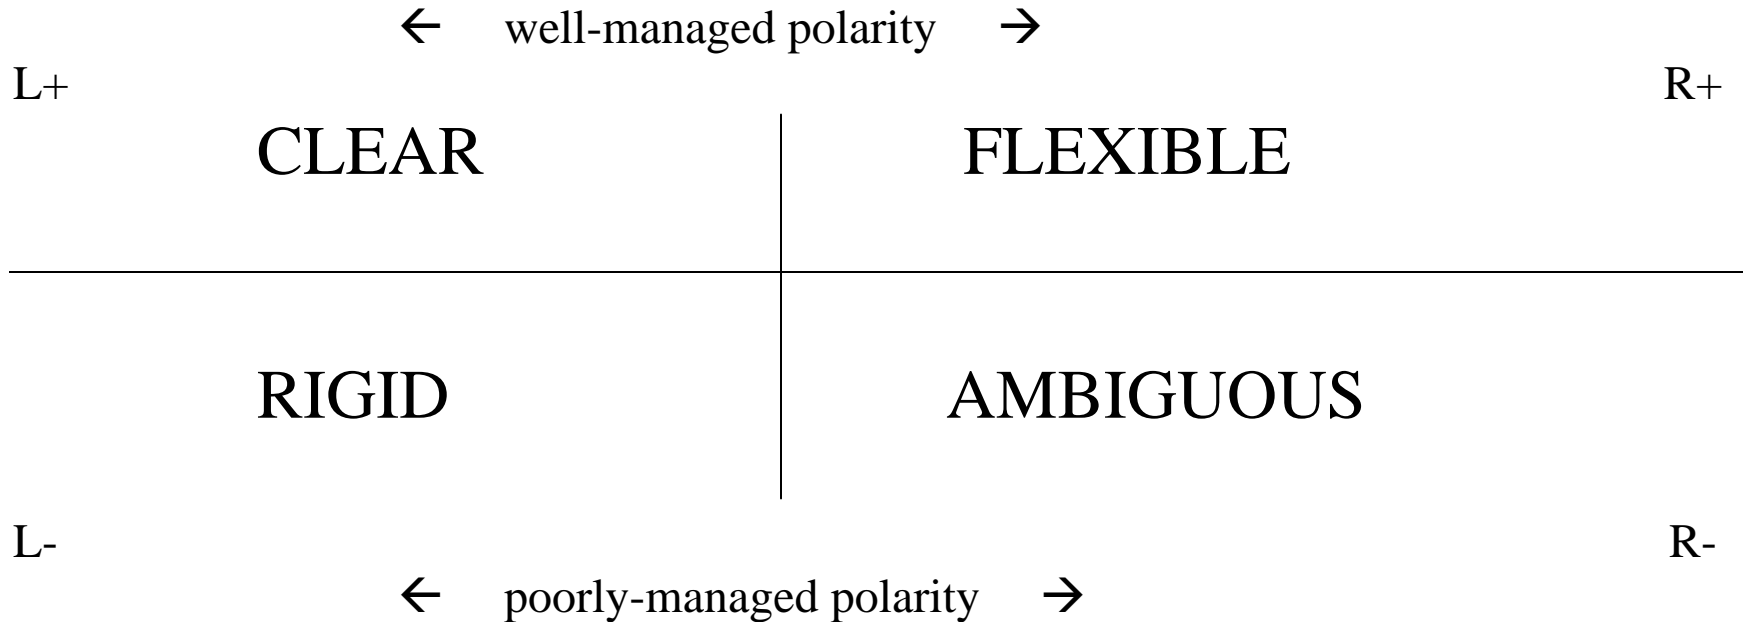 ← well-managed polarity →
L+ R+
CLEAR FLEXIBLE
RIGID AMBIGUOUS
L- R-
← poorly-managed polarity →